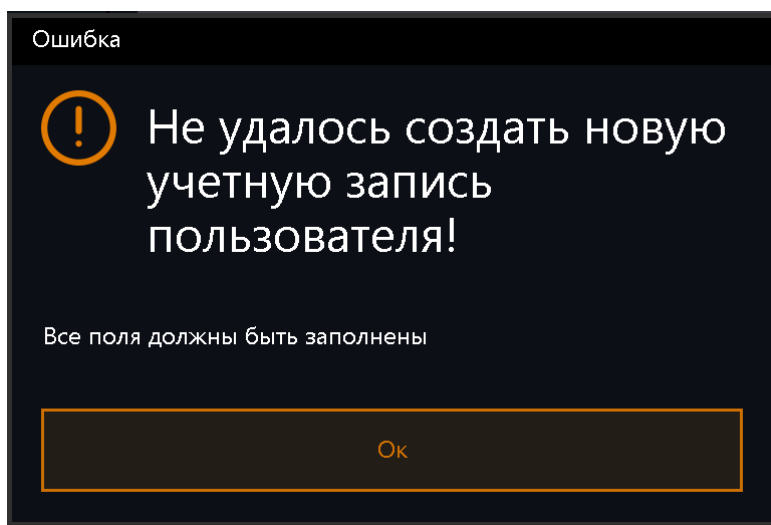 Ошибка
Не удалось создать новую
учетную запись
пользователя!
Все поля должны быть заполнены
Ок